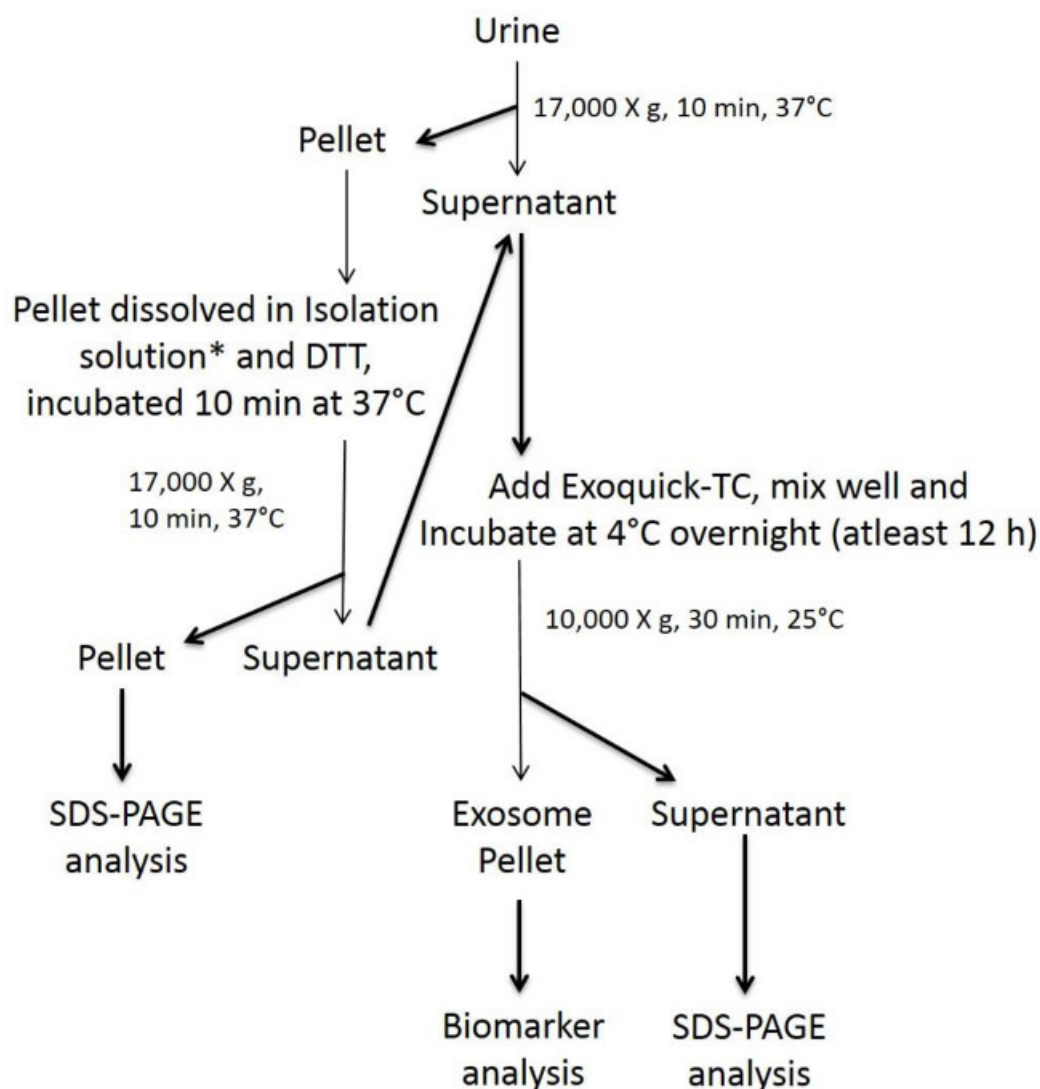 Urine
17,000 X g, 10 min, 37°C
Pellet
Supernatant
Pellet dissolved in Isolation
solution* and DTT,
incubated 10 min at 37°C
17,000 X g,
10 min, 37°C
Add Exoquick-TC, mix well and
Incubate at 4°C overnight (atleast 12 h)
10,000 X g, 30 min, 25°C
Pellet
Supernatant
SDS-PAGE
analysis
Exosome
Pellet
Supernatant
Biomarker
analysis
SDS-PAGE
analysis